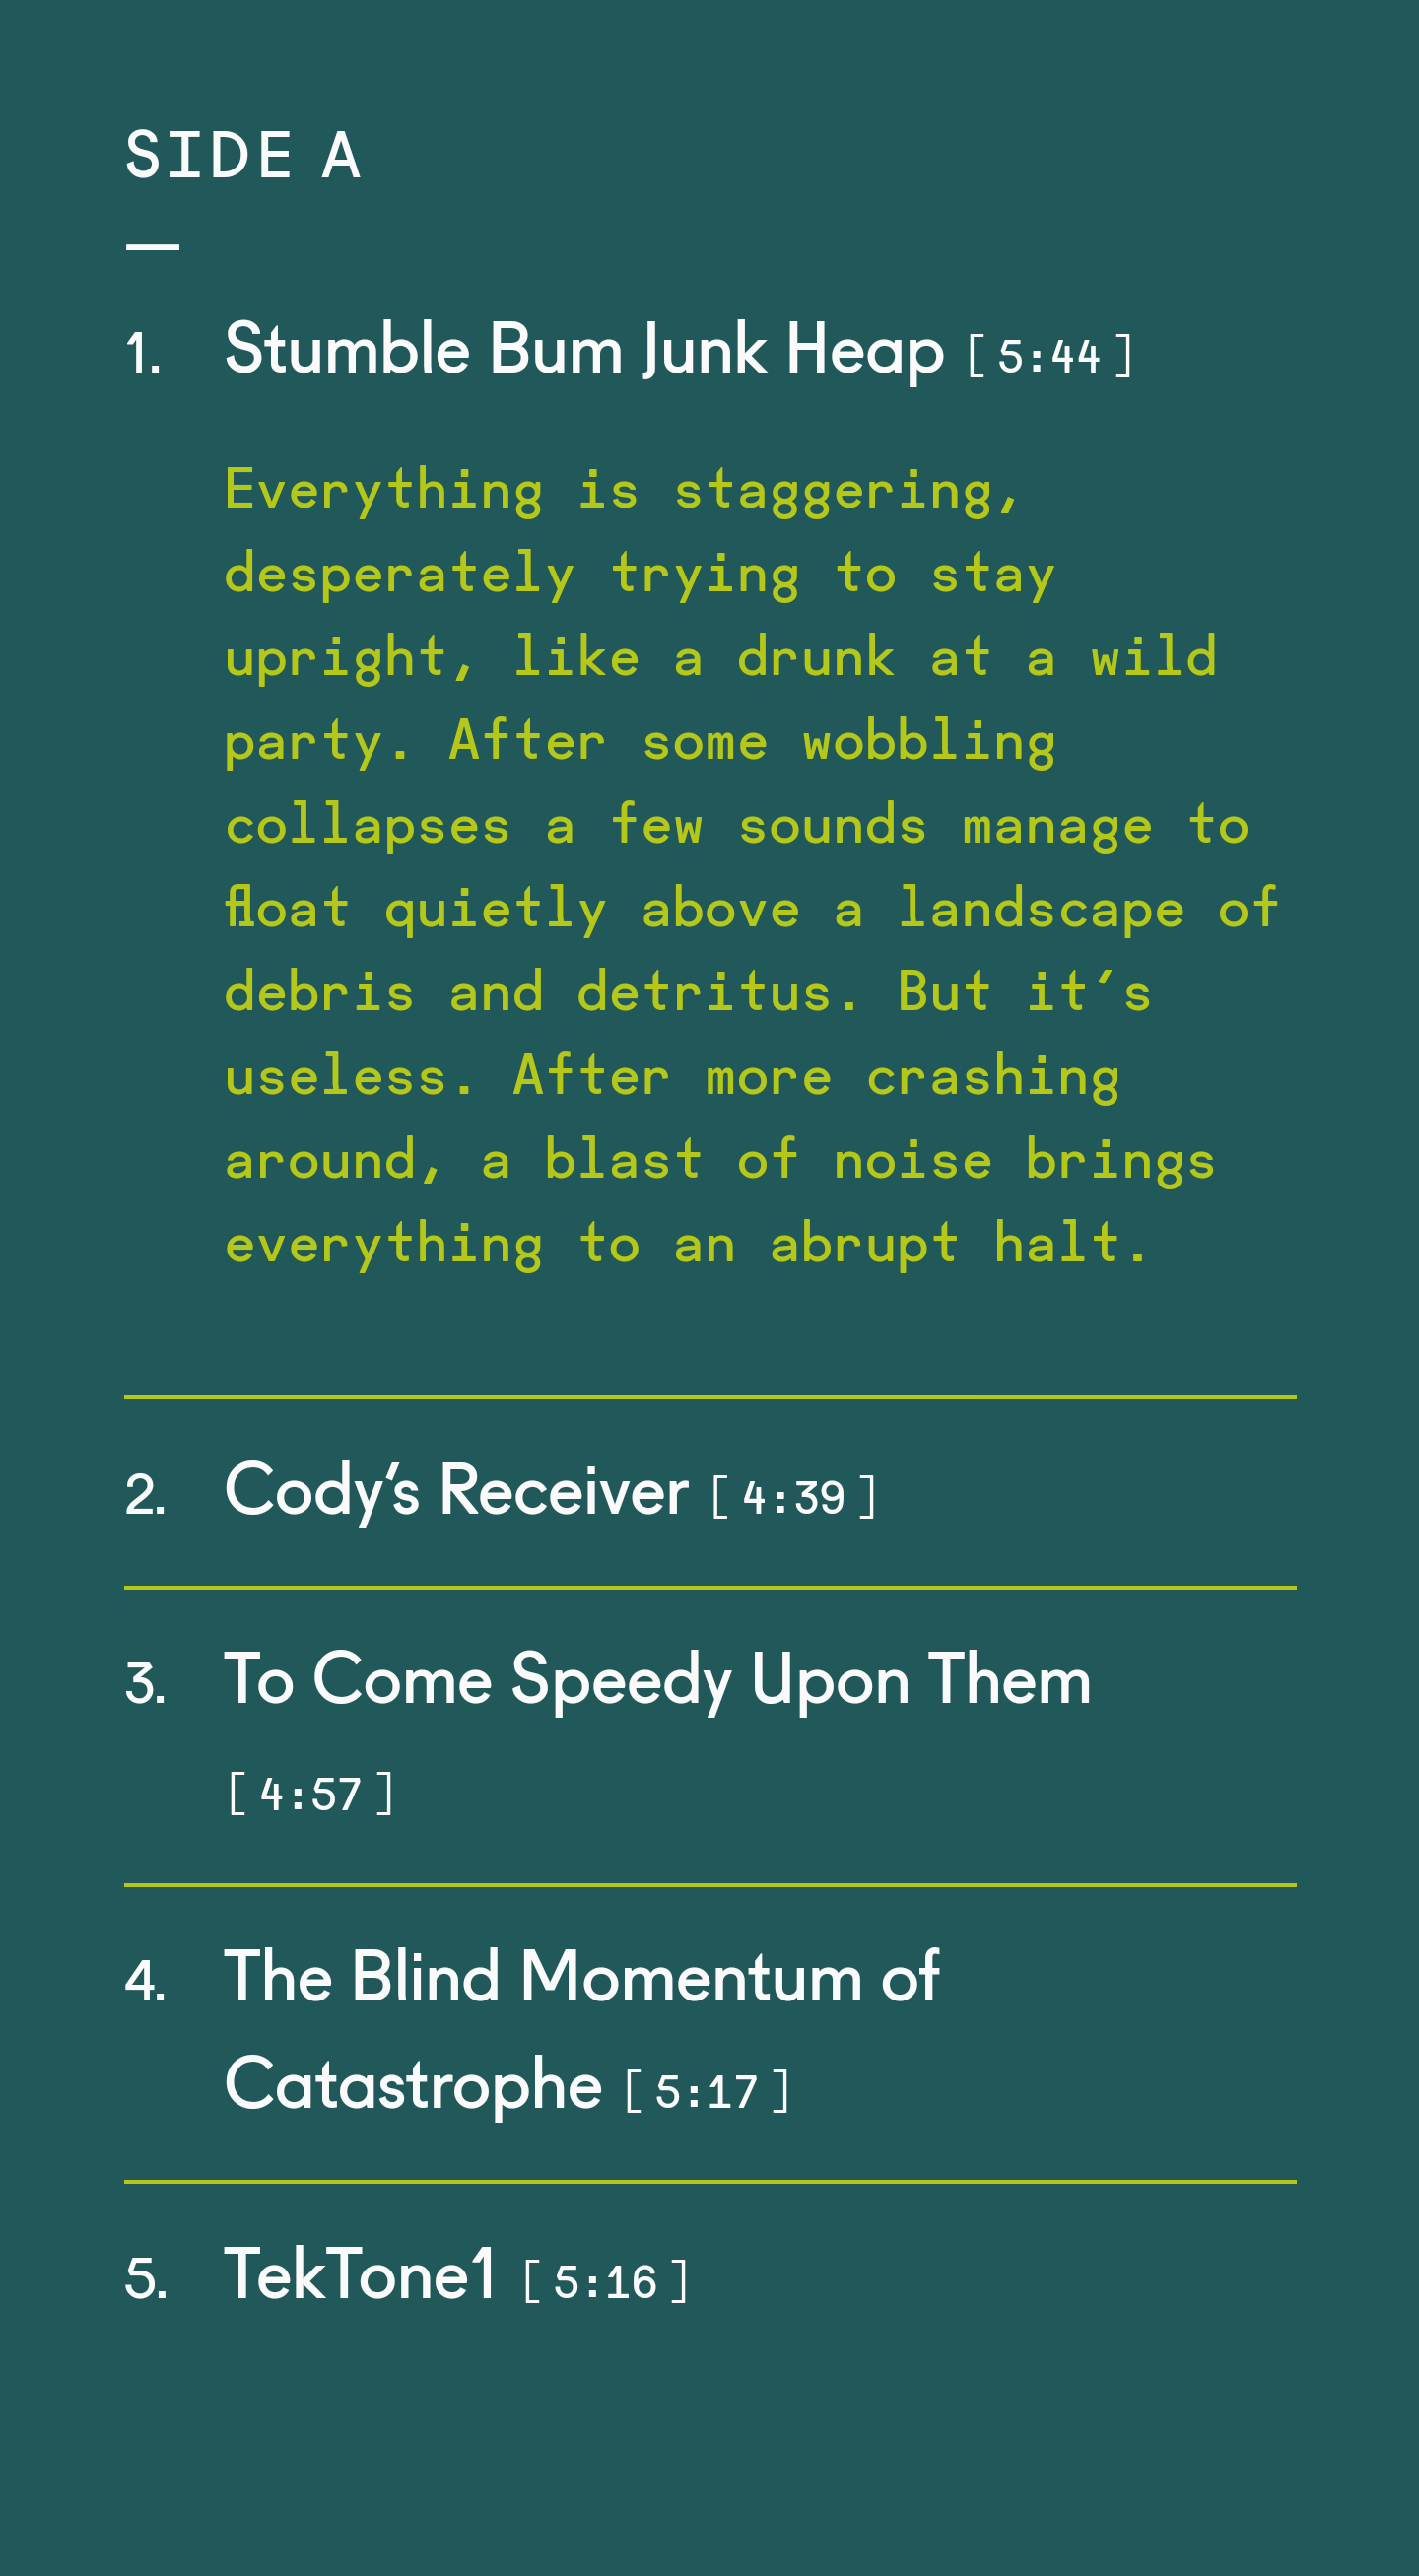 SIDE A
—
1. Stumble Bum Junk Heap [ 5:44 ]
Everything is staggering,
desperately trying to stay
upright, like a drunk at a wild
party. After some wobbling
collapses a few sounds manage to
float quietly above a landscape of
debris and detritus. But it’s
useless. After more crashing
around, a blast of noise brings
everything to an abrupt halt.
2. Cody’s Receiver [ 4:39 ]
3. To Come Speedy Upon Them
[ 4:57 ]
4. The Blind Momentum of
Catastrophe [ 5:17 ]
5. TekTone1 [ 5:16 ]